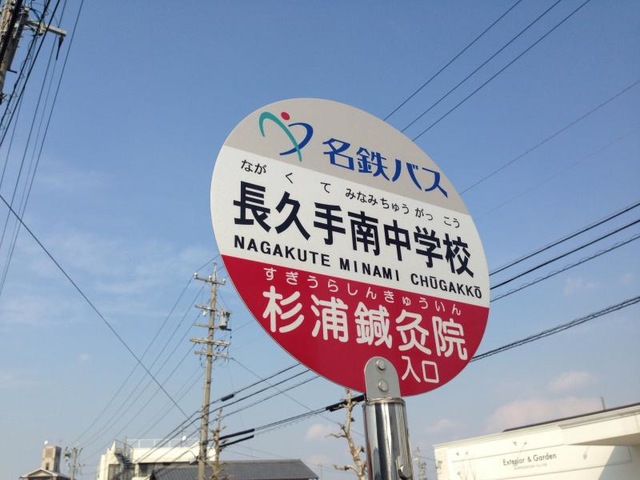 名鉄バス
ながくて みなみちゅうがっこう
長久手南中学校
NAGAKUTE MINAMI CHŪGAKKŌ
すぎうらしんきゅういん
杉浦鍼灸院
入口
Exterior & Garden